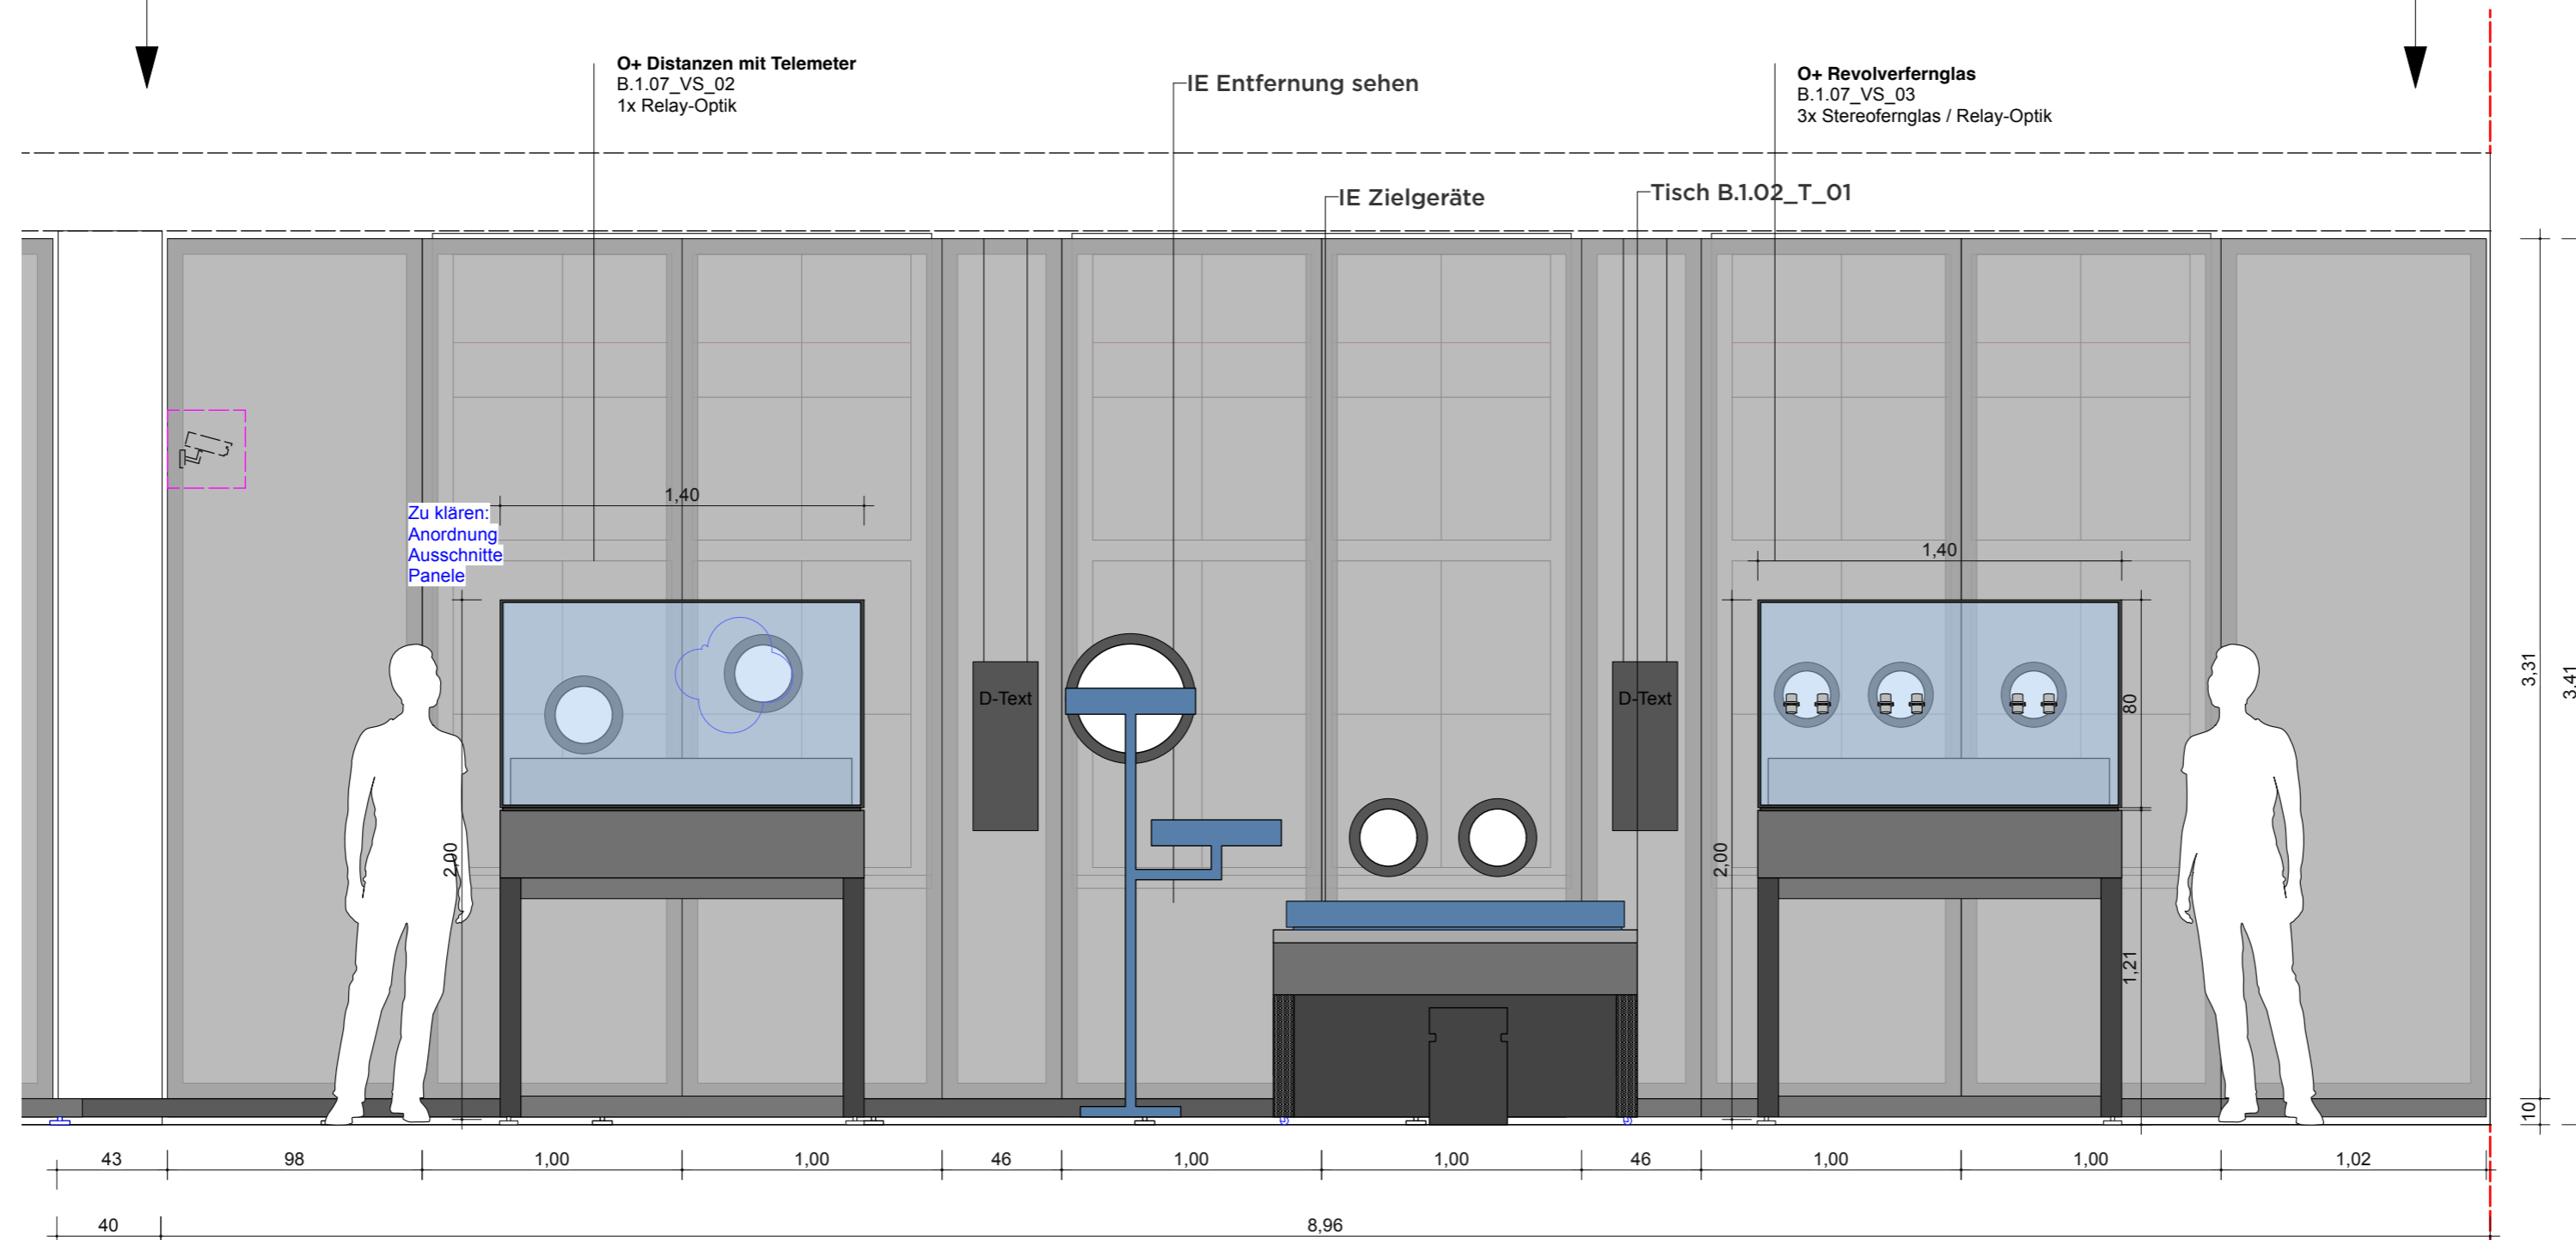 O+ Distanzen mit Telemeter
B.1.07_VS_02
1x Relay-Optik
IE Entfernung sehen
O+ Revolverfernglas
B.1.07_VS_03
3x Stereofernglas / Relay-Optik
IE Zielgeräte
Tisch B.1.02_T_01
1,40
Zu klären:
Anordnung
Ausschnitte
Panele
1,40
D-Text
D-Text
2,00
2,00
80
1,21
3,31
3,41
10
43
98
1,00
1,00
46
1,00
1,00
46
1,00
1,00
1,02
40
8,96